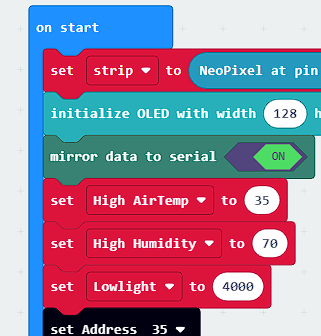 on start
set strip to NeoPixel at pin
initialize OLED with width 128 h
mirror data to serial ON
set High AirTemp to 35
set High Humidity to 70
set Lowlight to 4000
set Address 35